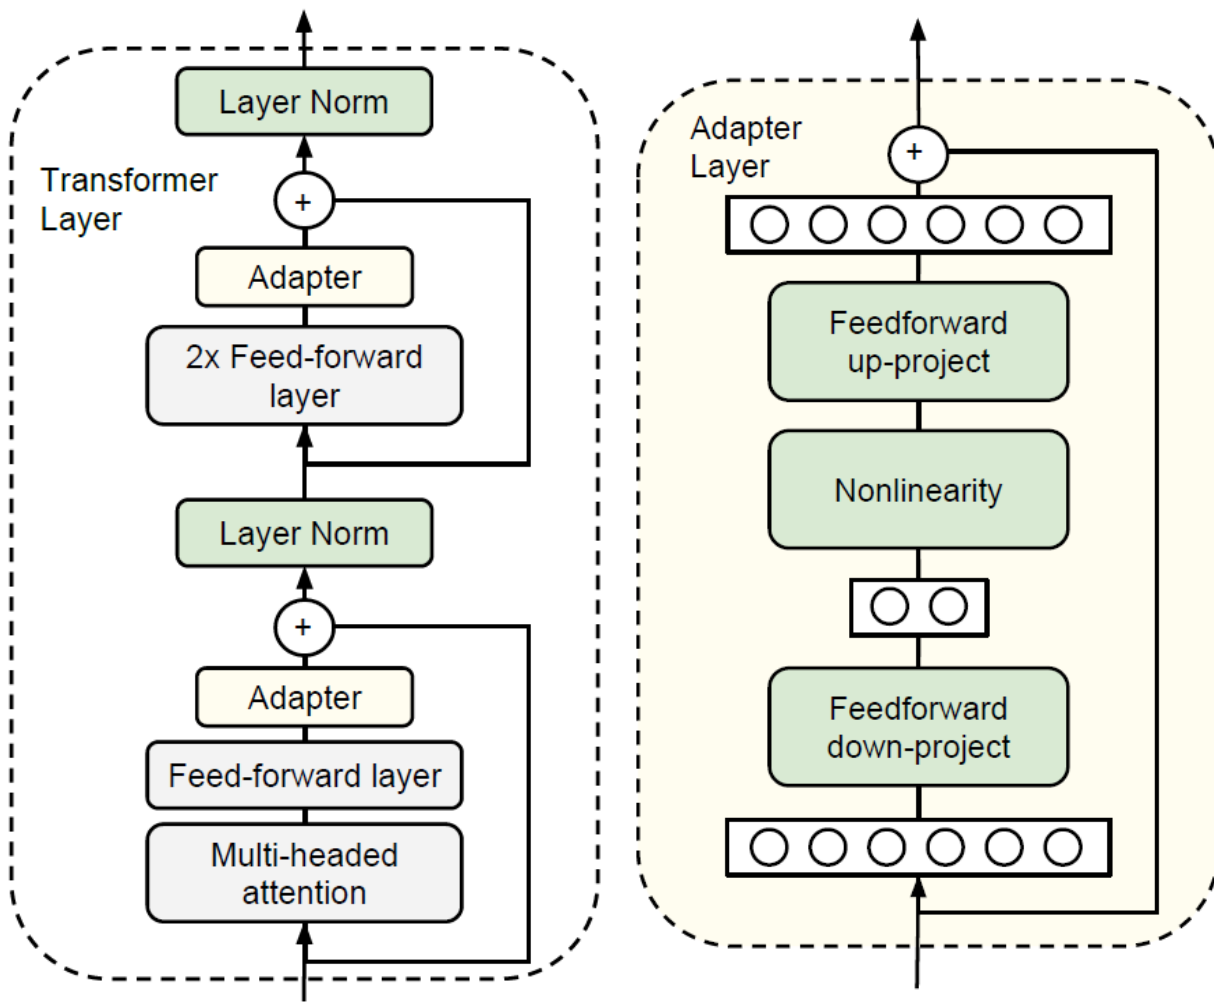 Layer Norm
Transformer
Layer
+
Adapter
2x Feed-forward
layer
Layer Norm
+
Adapter
Feed-forward layer
Multi-headed
attention
Adapter
Layer
+
Feedforward
up-project
Nonlinearity
Feedforward
down-project